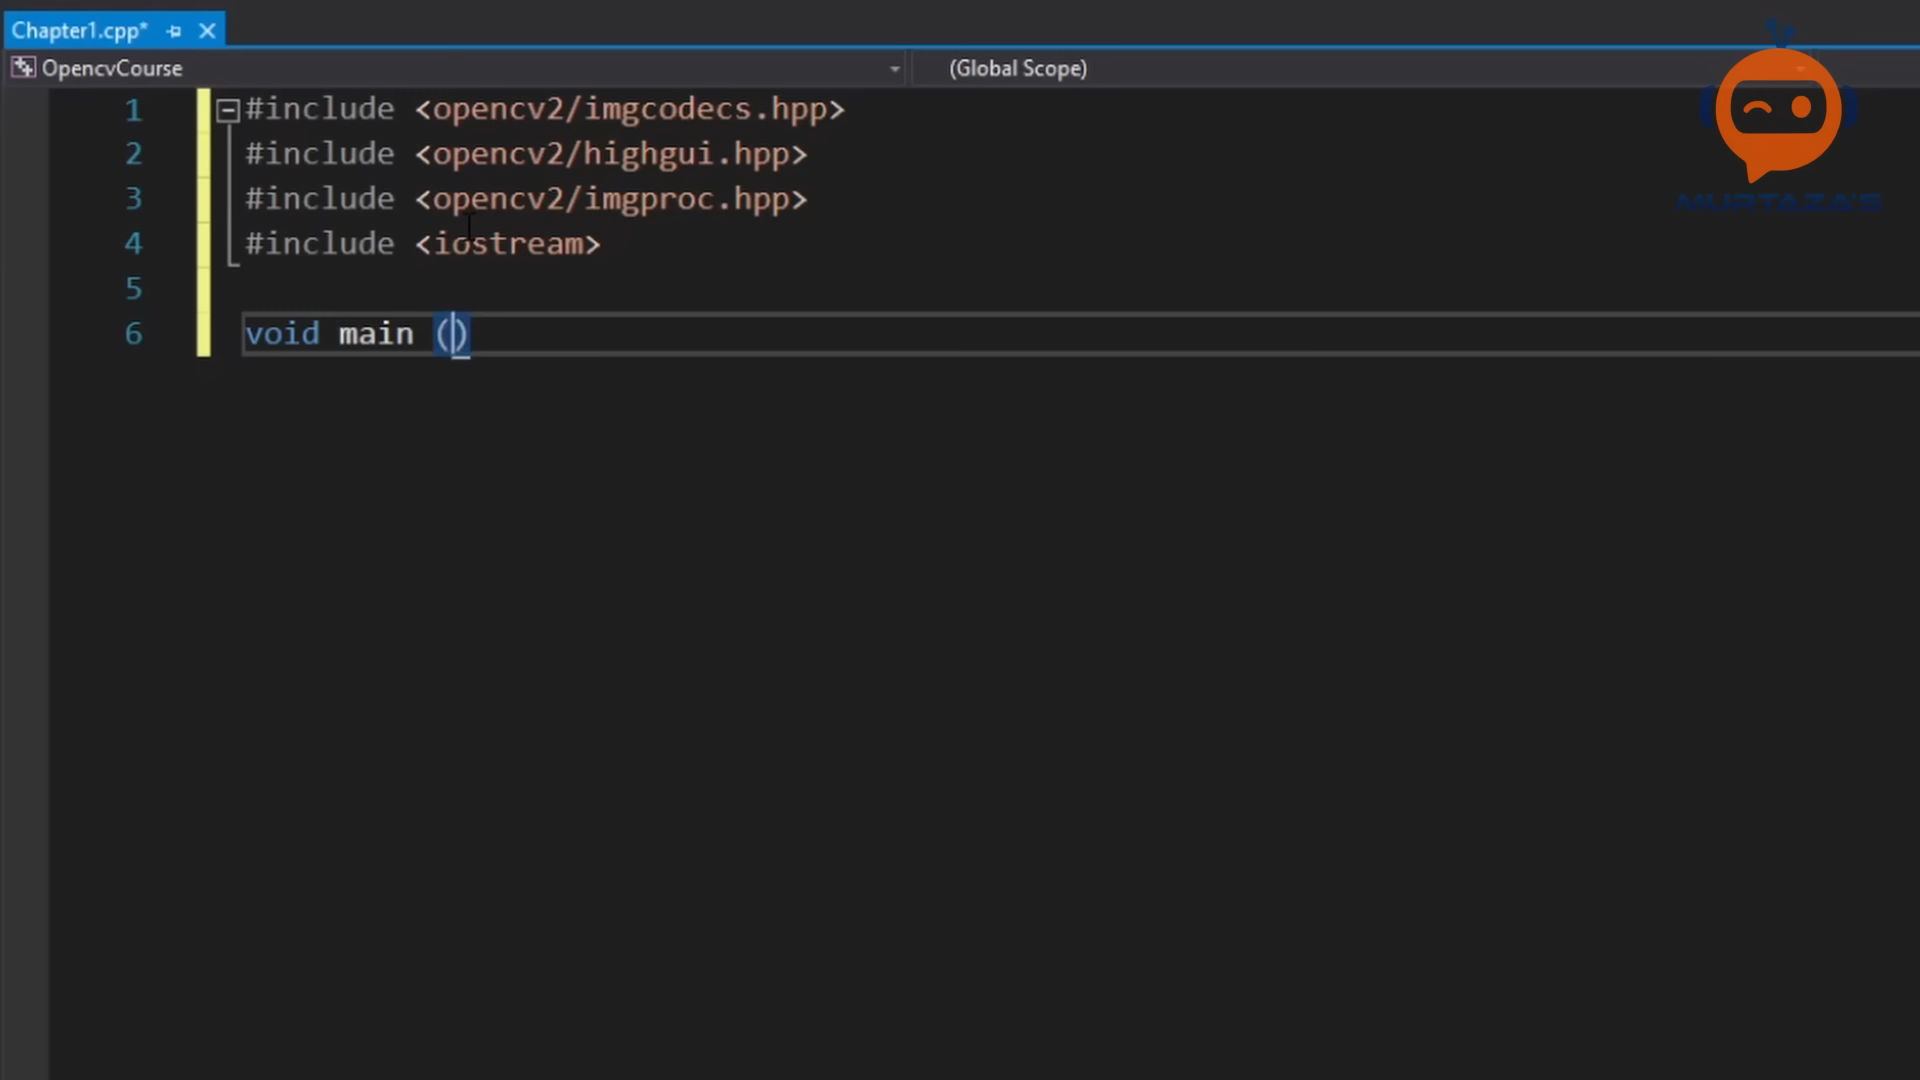 Chapter1.cpp*
OpencvCourse (Global Scope)
1 #include <opencv2/imgcodecs.hpp>
2 #include <opencv2/highgui.hpp>
3 #include <opencv2/imgproc.hpp>
4 #include <iostream>
5
6 void main ()
MURTAZA'S